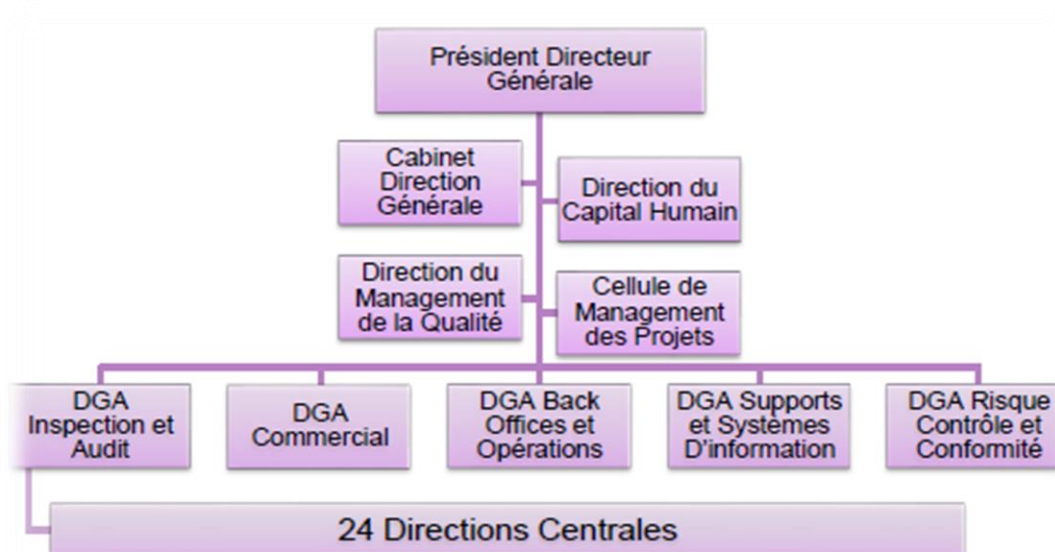 Président Directeur
Générale
Cabinet
Direction
Générale
Direction du
Capital Humain
Direction du
Management
de la Qualité
Cellule de
Management
des Projets
DGA
Inspection et
Audit
DGA
Commercial
DGA Back
Offices et
Opérations
DGA Supports
et Systèmes
D'information
DGA Risque
Contrôle et
Conformité
24 Directions Centrales